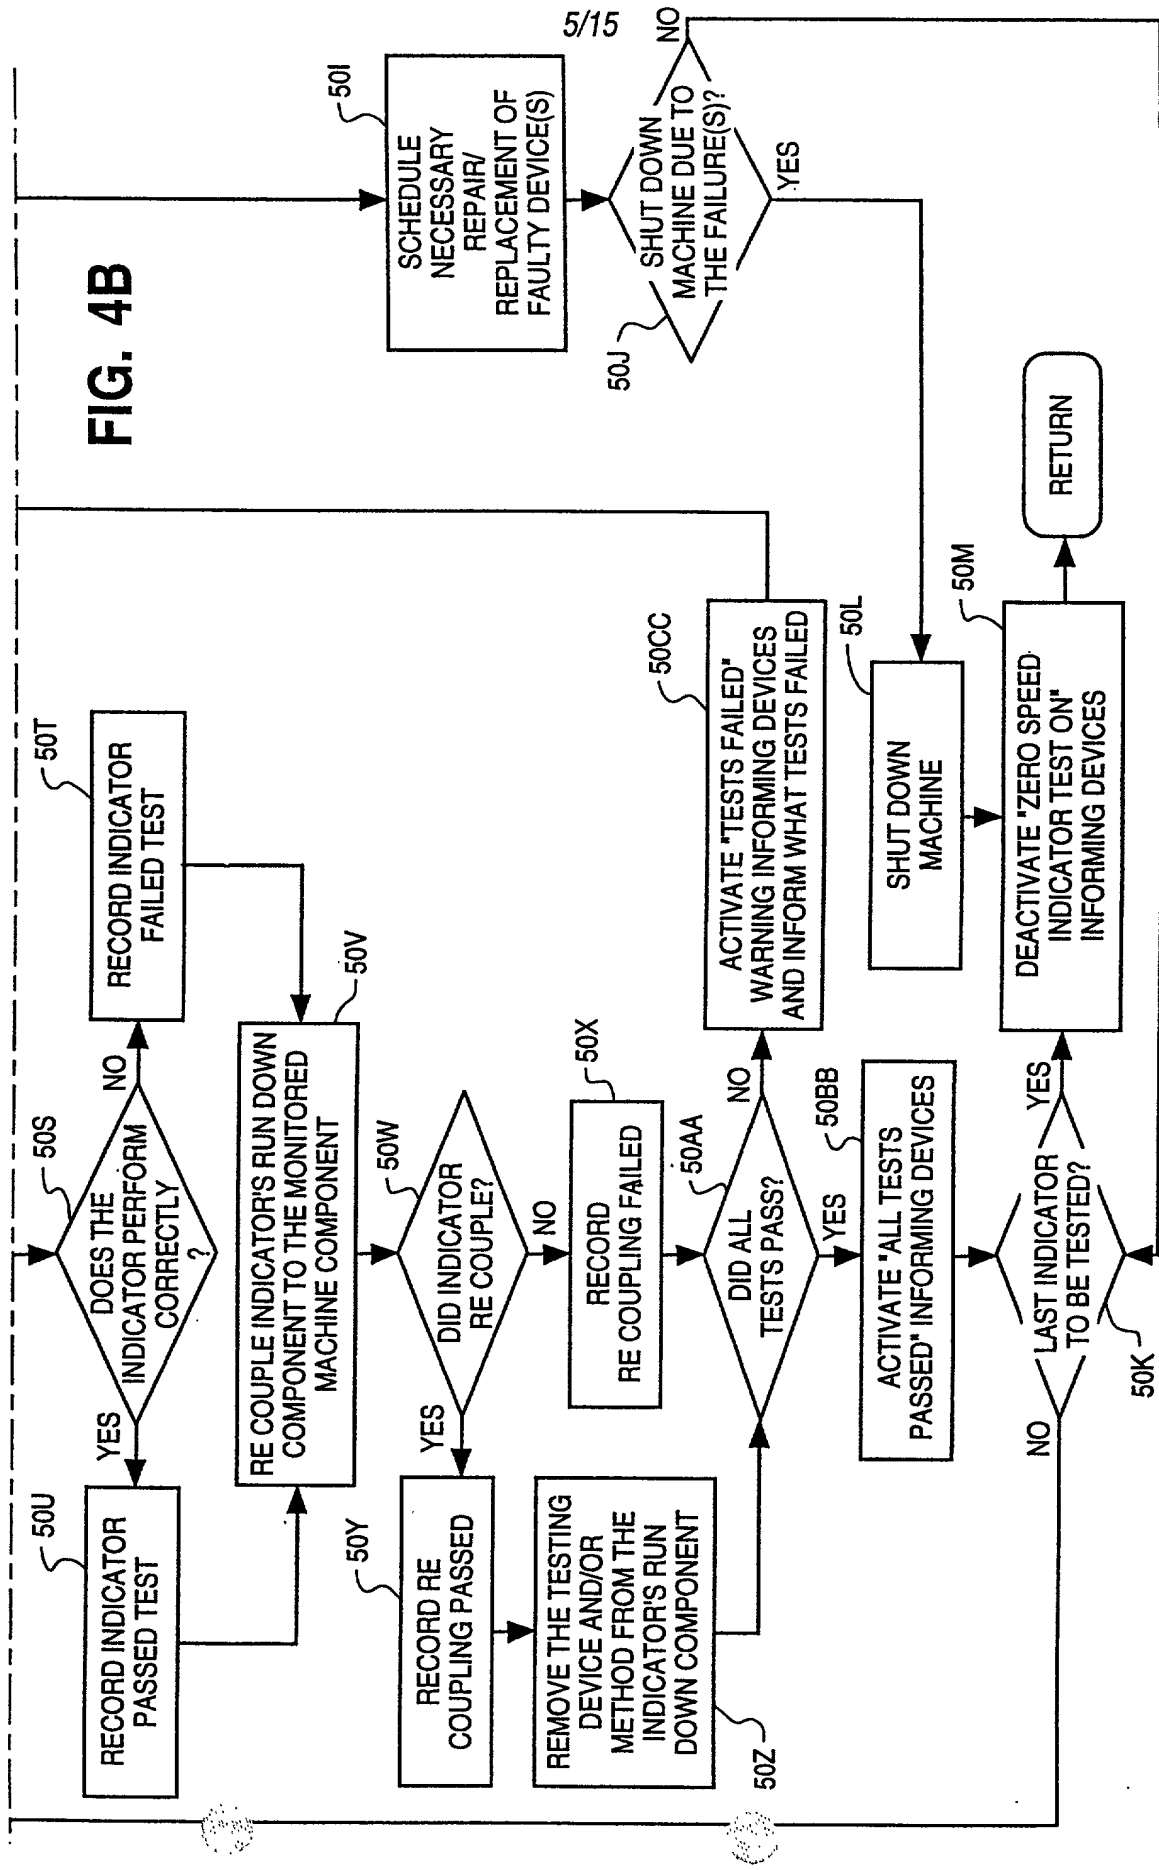 5/15
FIG. 4B
50S
DOES THE
INDICATOR PERFORM
CORRECTLY
?
NO
YES
50T
RECORD INDICATOR
FAILED TEST
50U
RECORD INDICATOR
PASSED TEST
50V
RE COUPLE INDICATOR'S RUN DOWN
COMPONENT TO THE MONITORED
MACHINE COMPONENT
50W
DID INDICATOR
RE COUPLE?
YES
NO
50X
RECORD
RE COUPLING FAILED
50Y
RECORD RE
COUPLING PASSED
50Z
REMOVE THE TESTING
DEVICE AND/OR
METHOD FROM THE
INDICATOR'S RUN
DOWN COMPONENT
50AA
DID ALL
TESTS PASS?
NO
YES
50BB
ACTIVATE "ALL TESTS
PASSED" INFORMING DEVICES
50CC
ACTIVATE "TESTS FAILED"
WARNING INFORMING DEVICES
AND INFORM WHAT TESTS FAILED
50I
SCHEDULE
NECESSARY
REPAIR/
REPLACEMENT OF
FAULTY DEVICE(S)
50J
SHUT DOWN
MACHINE DUE TO
THE FAILURE(S)?
NO
YES
50L
SHUT DOWN
MACHINE
50K
LAST INDICATOR
TO BE TESTED?
NO
YES
50M
DEACTIVATE "ZERO SPEED
INDICATOR TEST ON"
INFORMING DEVICES
RETURN